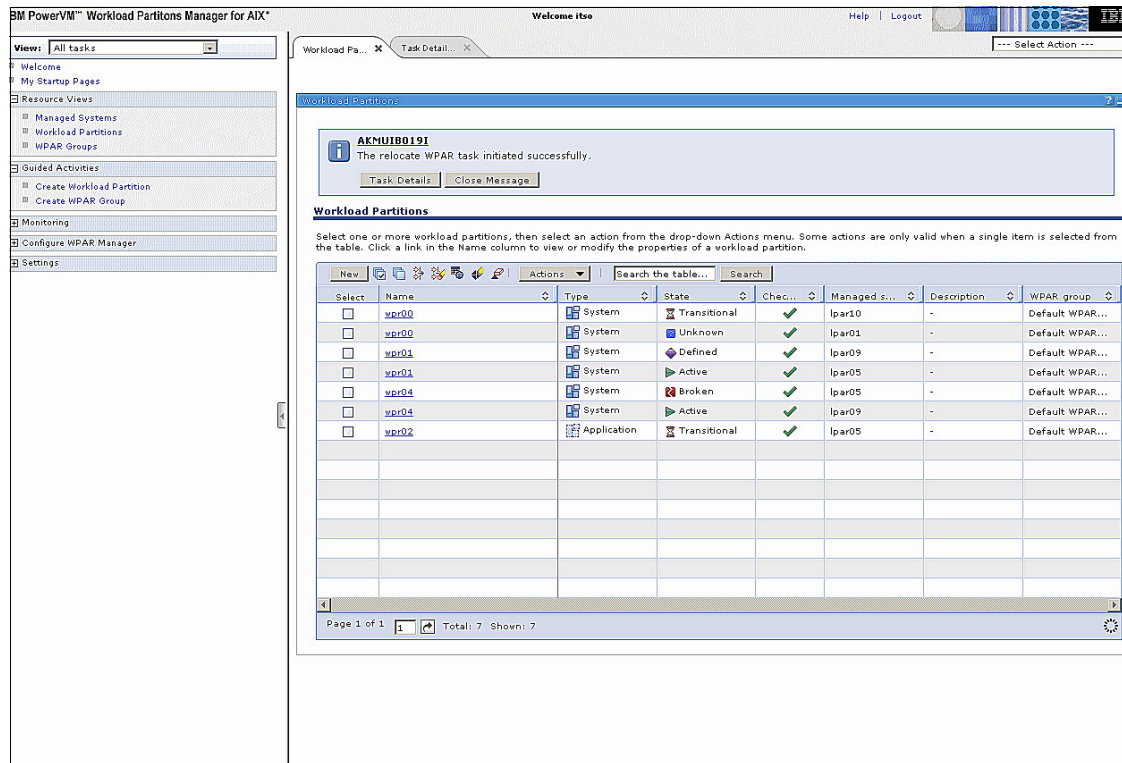 BM PowerVM™ Workload Partitons Manager for AIX®
Welcome itso
Help | Logout
IBM
View: All tasks
Welcome
My Startup Pages
Resource Views
Managed Systems
Workload Partitions
WPAR Groups
Guided Activities
Create Workload Partition
Create WPAR Group
Monitoring
Configure WPAR Manager
Settings
Workload Pa... Task Detail...
--- Select Action ---
Workload Partitions ?
AKMUIB019I
The relocate WPAR task initiated successfully.
Task Details Close Message
Workload Partitions
Select one or more workload partitions, then select an action from the drop-down Actions menu. Some actions are only valid when a single item is selected from
the table. Click a link in the Name column to view or modify the properties of a workload partition.
New Actions Search the table... Search
Select Name Type State Chec... Managed s... Description WPAR group
wpr00 System Transitional lpar10 - Default WPAR...
wpr00 System Unknown lpar01 - Default WPAR...
wpr01 System Defined lpar09 - Default WPAR...
wpr01 System Active lpar05 - Default WPAR...
wpr04 System Broken lpar05 - Default WPAR...
wpr04 System Active lpar09 - Default WPAR...
wpr02 Application Transitional lpar05 - Default WPAR...
Page 1 of 1 1 Total: 7 Shown: 7